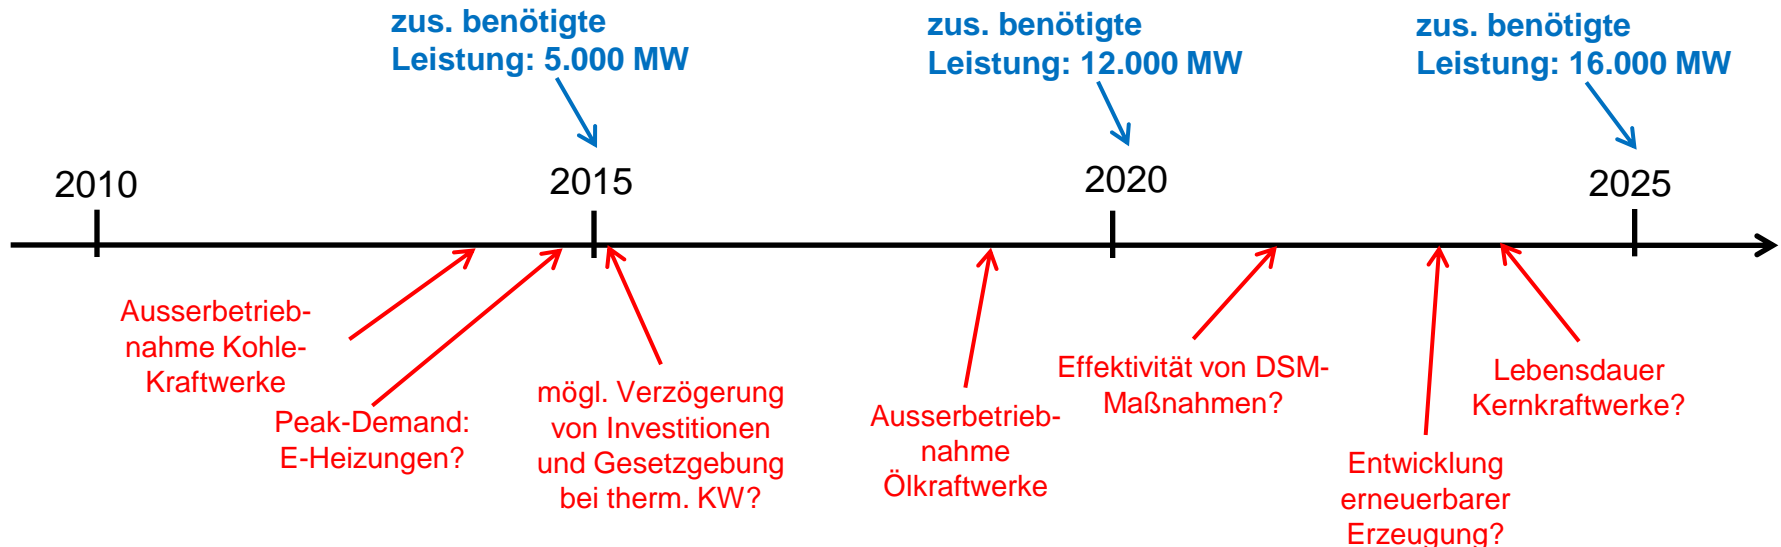 zus. benötigte
Leistung: 5.000 MW
zus. benötigte
Leistung: 12.000 MW
zus. benötigte
Leistung: 16.000 MW
2010
2015
2020
2025
Ausserbetrieb-
nahme Kohle-
Kraftwerke
Peak-Demand:
E-Heizungen?
mögl. Verzögerung
von Investitionen
und Gesetzgebung
bei therm. KW?
Ausserbetrieb-
nahme
Ölkraftwerke
Effektivität von DSM-
Maßnahmen?
Entwicklung
erneuerbarer
Erzeugung?
Lebensdauer
Kernkraftwerke?